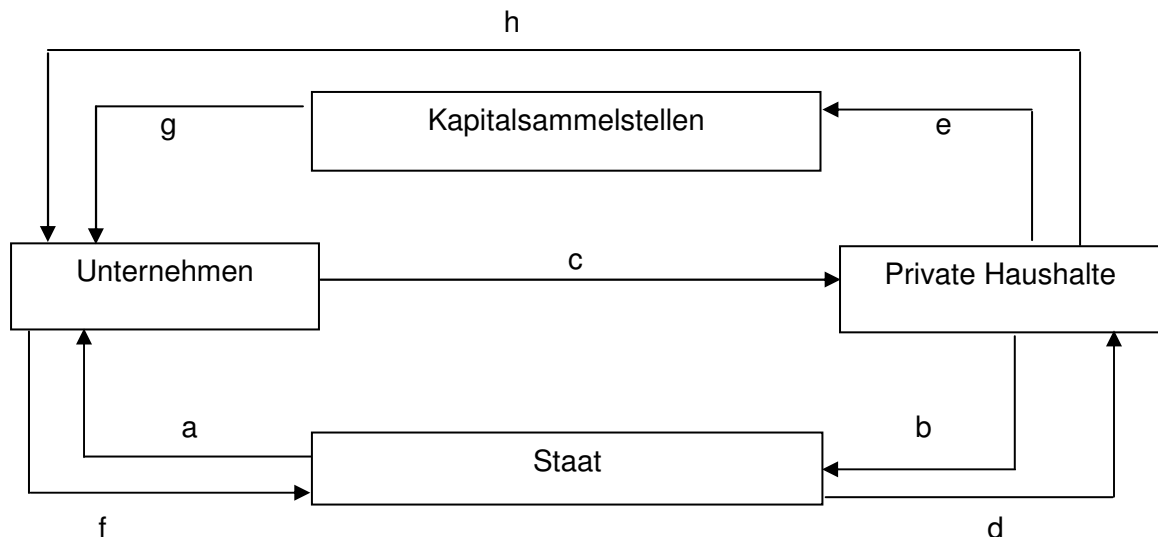 h
Kapitalsammelstellen
g
e
Unternehmen
c
Private Haushalte
a
b
Staat
f
d